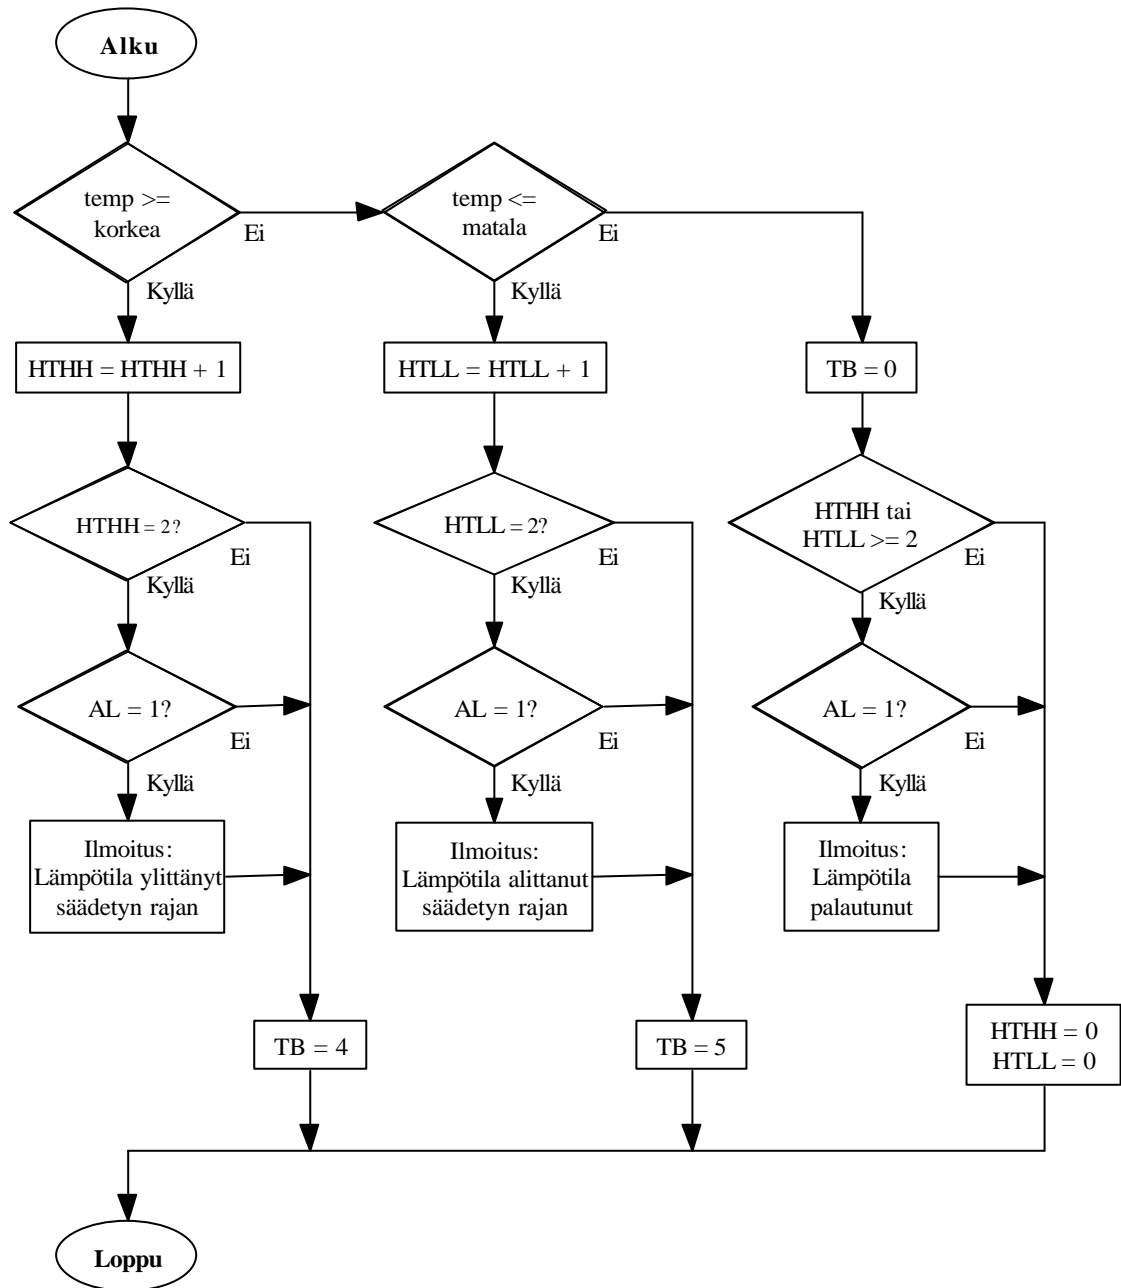 Alku
temp >=
korkea
Ei
Kyllä
temp <=
matala
Ei
Kyllä
HTHH = HTHH + 1
HTLL = HTLL + 1
TB = 0
HTHH = 2?
Ei
Kyllä
HTLL = 2?
Ei
Kyllä
HTHH tai
HTLL >= 2
Ei
Kyllä
AL = 1?
Ei
Kyllä
AL = 1?
Ei
Kyllä
AL = 1?
Ei
Kyllä
Ilmoitus:
Lämpötila ylittänyt
säädetyn rajan
Ilmoitus:
Lämpötila alittanut
säädetyn rajan
Ilmoitus:
Lämpötila
palautunut
TB = 4
TB = 5
HTHH = 0
HTLL = 0
Loppu